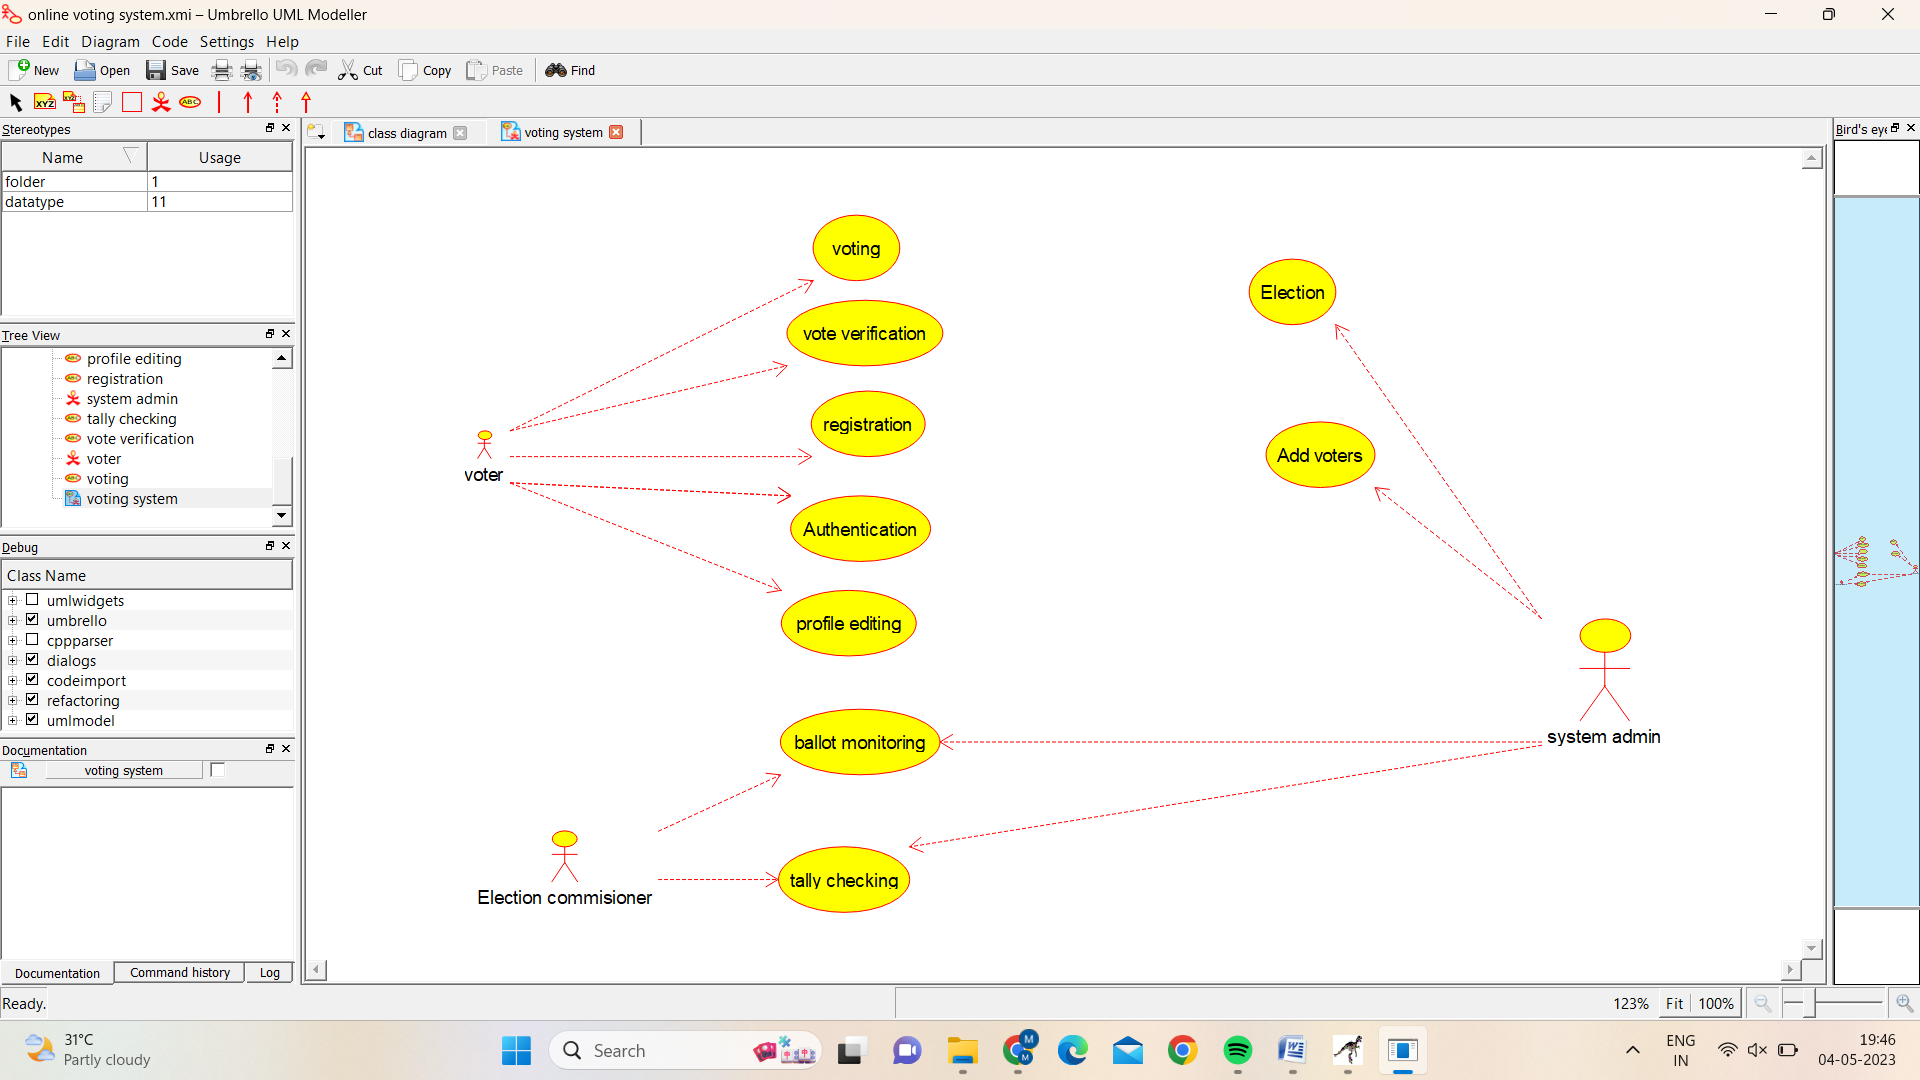 online voting system.xmi – Umbrello UML Modeller
File Edit Diagram Code Settings Help
New Open Save Cut Copy Paste Find
XYZ XYZ ABC
Stereotypes
Name Usage
folder 1
datatype 11
Tree View
profile editing
registration
system admin
tally checking
vote verification
voter
voting
voting system
Debug
Class Name
umlwidgets
umbrello
cppparser
dialogs
codeimport
refactoring
umlmodel
Documentation
voting system
Documentation Command history Log
Ready.
class diagram voting system
voting
vote verification
registration
Authentication
profile editing
ballot monitoring
tally checking
voter
Election commisioner
Election
Add voters
system admin
Bird's eye
123% Fit 100%
31°C
Partly cloudy
Search
M
M
ENG
IN
19:46
04-05-2023